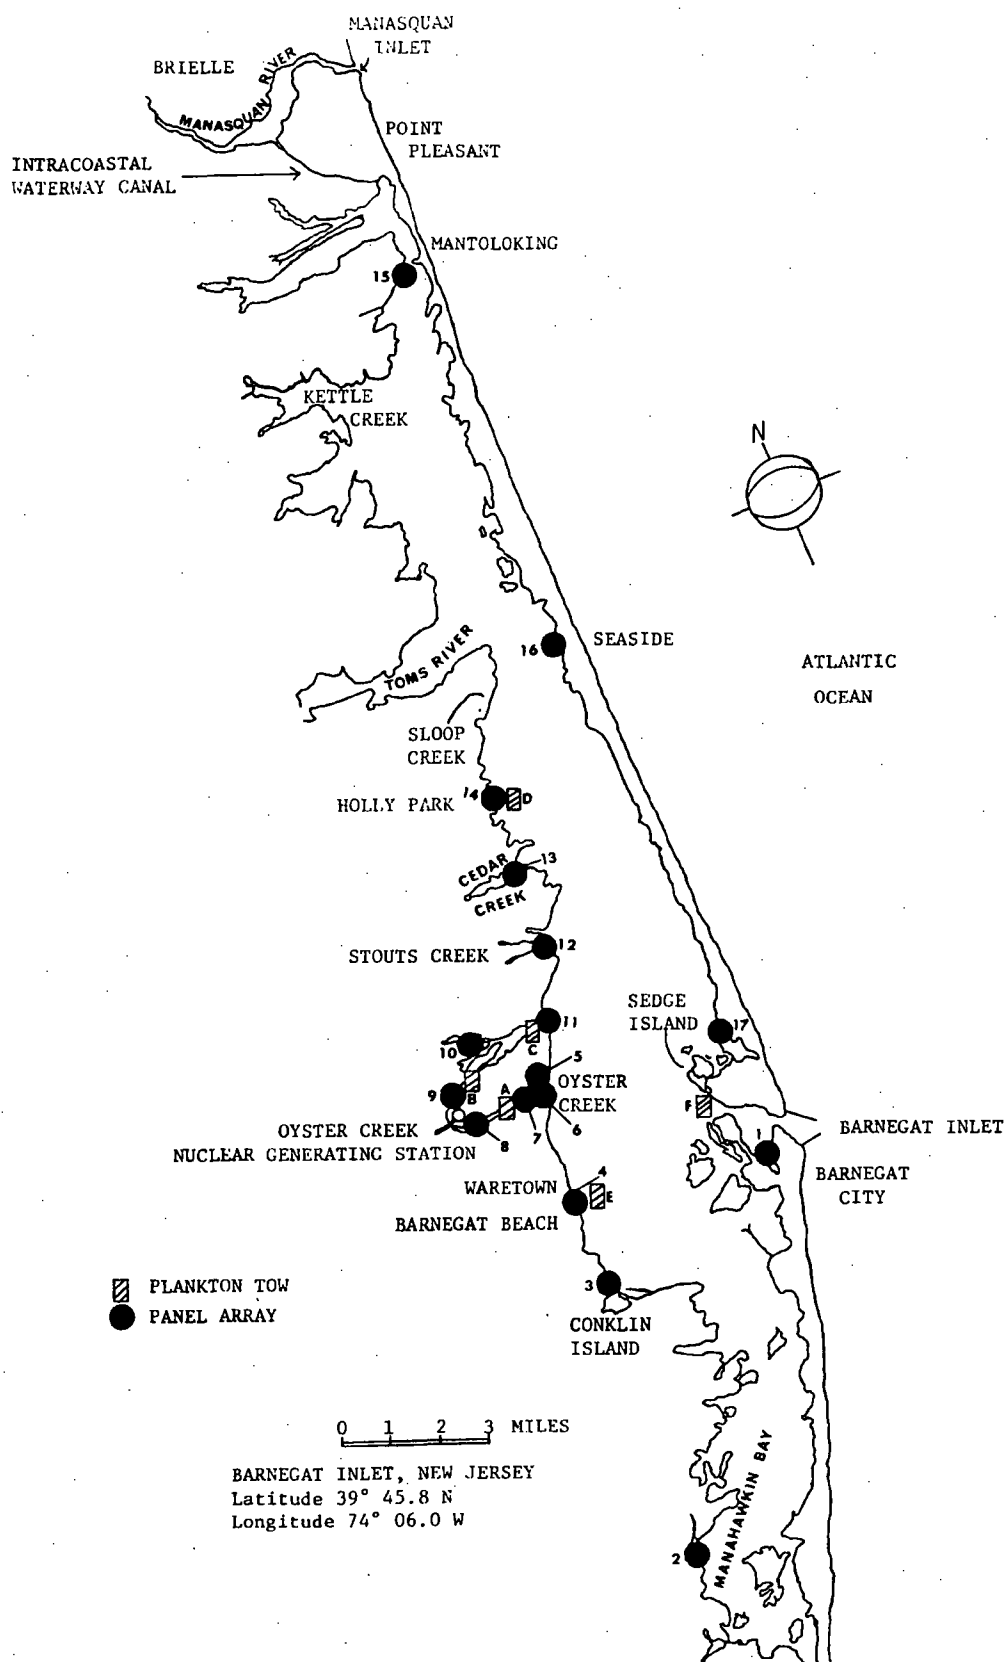 MANASQUAN
INLET
BRIELLE
MANASQUAN RIVER
POINT
PLEASANT
INTRACOASTAL
WATERWAY CANAL
MANTOLOKING
15
KETTLE
CREEK
N
16
SEASIDE
TOMS RIVER
ATLANTIC
OCEAN
SLOOP
CREEK
14
D
HOLLY PARK
CEDAR
CREEK
13
STOUTS CREEK
12
SEDGE
ISLAND
17
11
10
C
5
OYSTER
CREEK
9
B
A
F
6
7
8
OYSTER CREEK
NUCLEAR GENERATING STATION
BARNEGAT INLET
1
BARNEGAT
CITY
4
WARETOWN
E
BARNEGAT BEACH
3
PLANKTON TOW
PANEL ARRAY
CONKLIN
ISLAND
0 1 2 3 MILES
BARNEGAT INLET, NEW JERSEY
Latitude 39° 45.8 N
Longitude 74° 06.0 W
2
MANAHAWKIN BAY